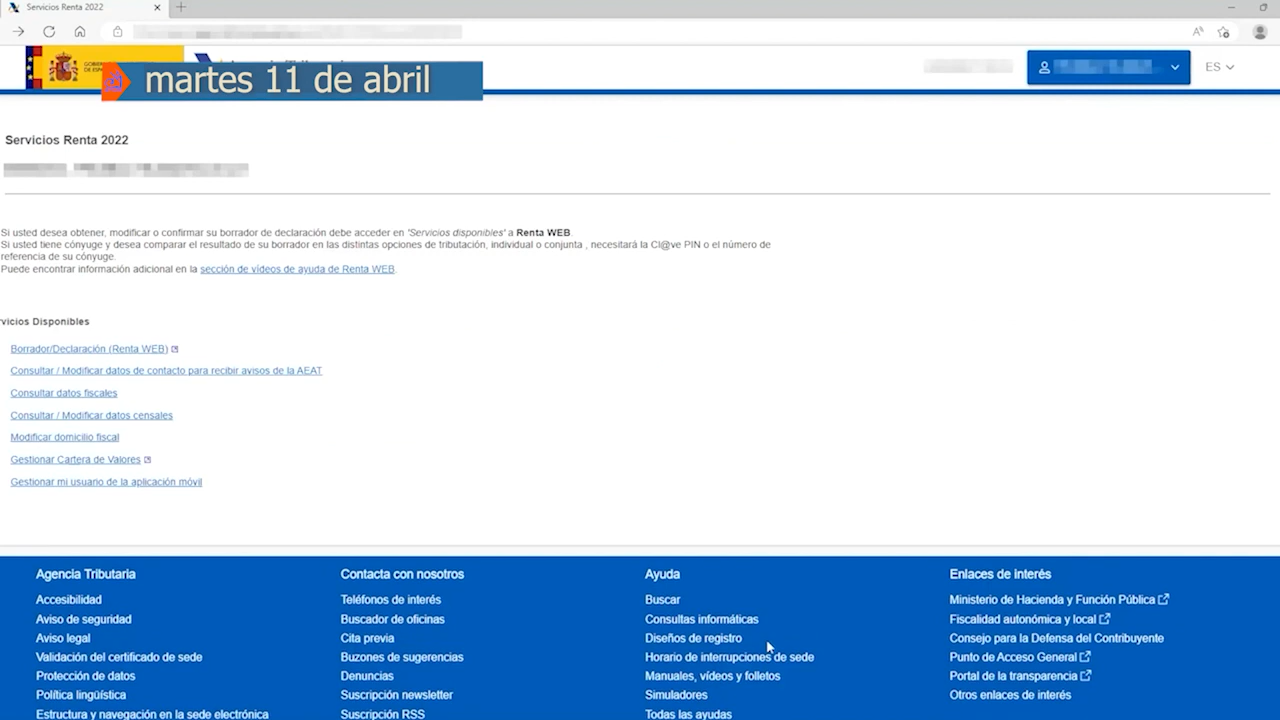 Servicios Renta 2022
ES
martes 11 de abril
Servicios Renta 2022
Si usted desea obtener, modificar o confirmar su borrador de declaración debe acceder en 'Servicios disponibles' a Renta WEB.
Si usted tiene cónyuge y desea comparar el resultado de su borrador en las distintas opciones de tributación, individual o conjunta , necesitará la Cl@ve PIN o el número de
referencia de su cónyuge.
Puede encontrar información adicional en la sección de vídeos de ayuda de Renta WEB.
vicios Disponibles
Borrador/Declaración (Renta WEB)
Consultar / Modificar datos de contacto para recibir avisos de la AEAT
Consultar datos fiscales
Consultar / Modificar datos censales
Modificar domicilio fiscal
Gestionar Cartera de Valores
Gestionar mi usuario de la aplicación móvil
Agencia Tributaria
Accesibilidad
Aviso de seguridad
Aviso legal
Validación del certificado de sede
Protección de datos
Política lingüística
Estructura y navegación en la sede electrónica
Contacta con nosotros
Teléfonos de interés
Buscador de oficinas
Cita previa
Buzones de sugerencias
Denuncias
Suscripción newsletter
Suscripción RSS
Ayuda
Buscar
Consultas informáticas
Diseños de registro
Horario de interrupciones de sede
Manuales, vídeos y folletos
Simuladores
Todas las ayudas
Enlaces de interés
Ministerio de Hacienda y Función Pública
Fiscalidad autonómica y local
Consejo para la Defensa del Contribuyente
Punto de Acceso General
Portal de la transparencia
Otros enlaces de interés